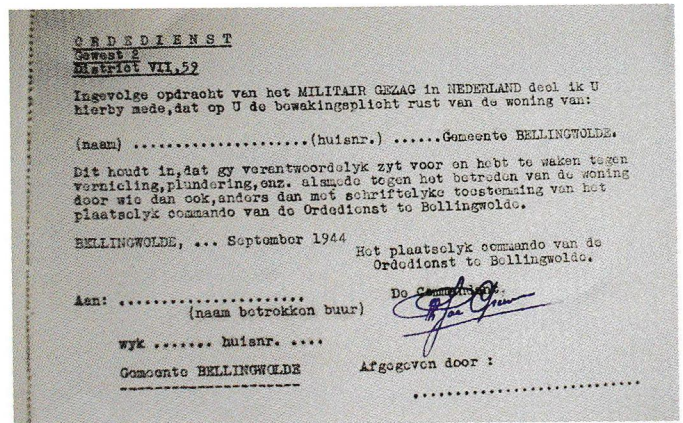 ORDEDIENST
Gewest 2
District VII,59
Ingevolge opdracht van het MILITAIR GEZAG in NEDERLAND deel ik U
hierby mede,dat op U de bewakingsplicht rust van de woning van:
(naam) .....................(huisnr.) ......Gemeente BELLINGWOLDE.
Dit houdt in,dat gy verantwoordelyk zyt voor en hebt te waken tegen
vernieling,plundering,enz. alsmede tegen het betreden van de woning
door wie dan ook,anders dan met schriftelyke toestemming van het
plaatselyk commando van de Ordedienst te Bellingwolde.
BELLINGWOLDE, ... September 1944
Het plaatselyk commando van de
Ordedienst te Bellingwolde.
De Commandant.
Aan: ......................
(naam betrokken buur)
wyk ....... huisnr. ....
Gemeente BELLINGWOLDE
Afgegeven door :
...........................